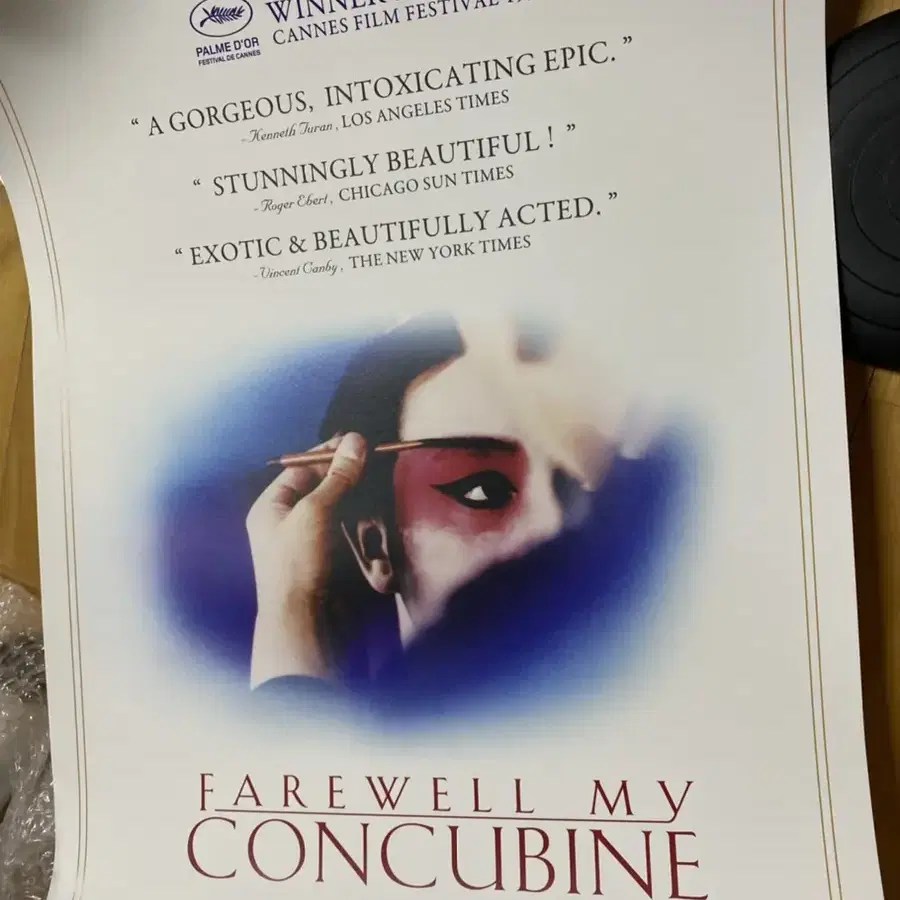 WINNER
PALME D'OR
FESTIVAL DE CANNES
CANNES FILM FESTIVAL
“ A GORGEOUS, INTOXICATING EPIC. ”
- Kenneth Turan, LOS ANGELES TIMES
“ STUNNINGLY BEAUTIFUL ! ”
- Roger Ebert, CHICAGO SUN TIMES
“ EXOTIC & BEAUTIFULLY ACTED. ”
- Vincent Canby, THE NEW YORK TIMES
FAREWELL MY
CONCUBINE